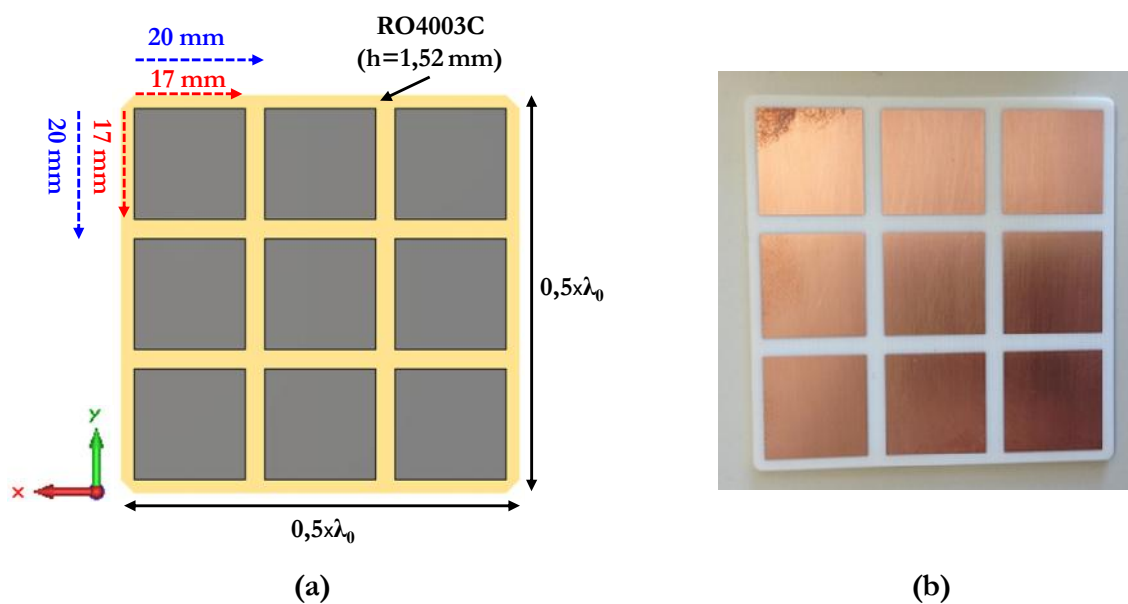 20 mm
17 mm
RO4003C
(h=1,52 mm)
20 mm
17 mm
0,5xλ₀
Y
x
0,5xλ₀
(a)
(b)